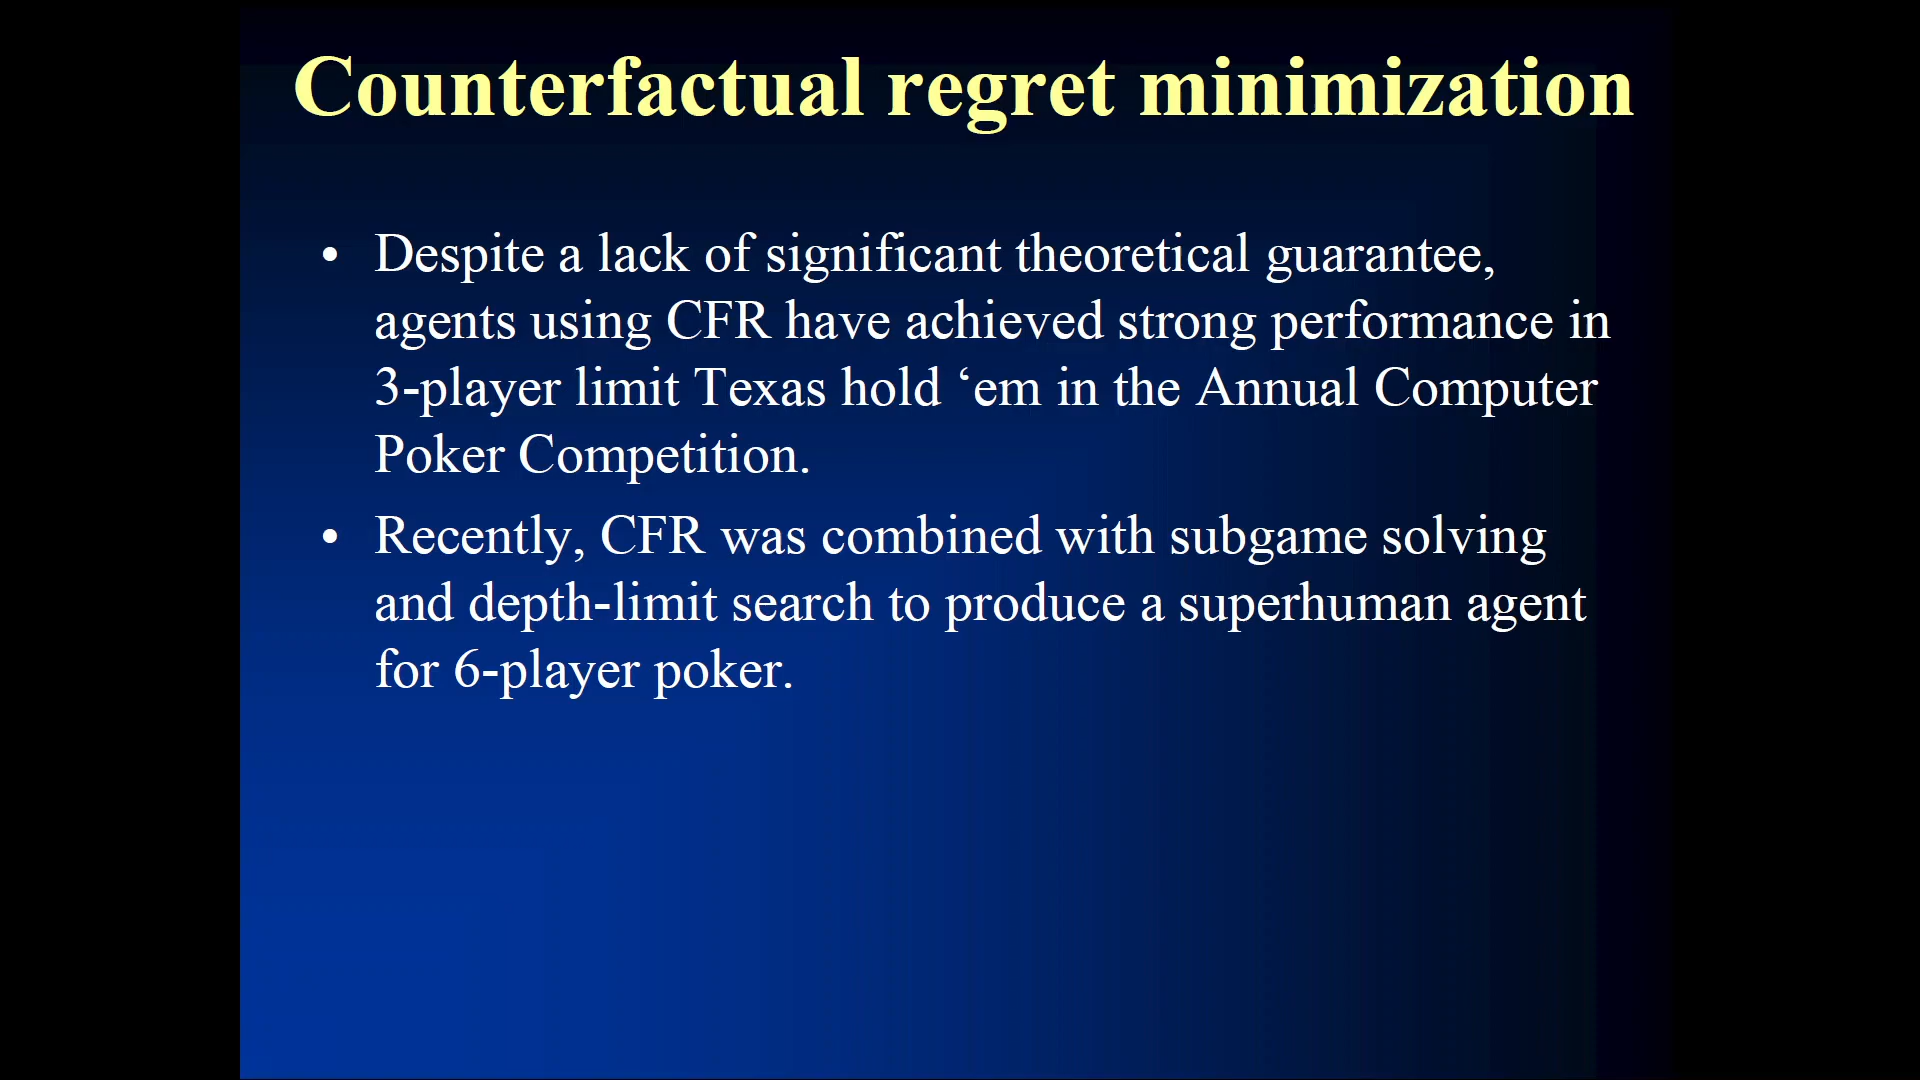 Counterfactual regret minimization
• Despite a lack of significant theoretical guarantee,
agents using CFR have achieved strong performance in
3-player limit Texas hold ‘em in the Annual Computer
Poker Competition.
• Recently, CFR was combined with subgame solving
and depth-limit search to produce a superhuman agent
for 6-player poker.